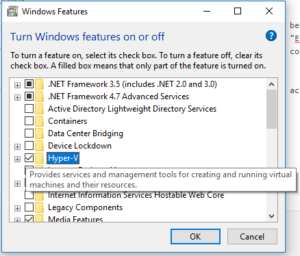 Windows Features
Turn Windows features on or off
To turn a feature on, select its check box. To turn a feature off, clear its
check box. A filled box means that only part of the feature is turned on.
.NET Framework 3.5 (includes .NET 2.0 and 3.0)
.NET Framework 4.7 Advanced Services
Active Directory Lightweight Directory Services
Containers
Data Center Bridging
Device Lockdown
Hyper-V
Provides services and management tools for creating and running virtual
machines and their resources.
Internet Information Services Hostable Web Core
Legacy Components
Media Features
OK
Cancel
be
"E
co
ac